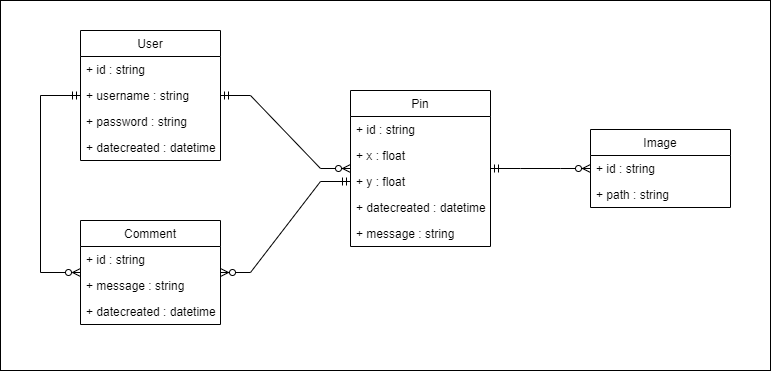 User
+ id : string
+ username : string
+ password : string
+ datecreated : datetime
Pin
+ id : string
+ x : float
+ y : float
+ datecreated : datetime
+ message : string
Image
+ id : string
+ path : string
Comment
+ id : string
+ message : string
+ datecreated : datetime